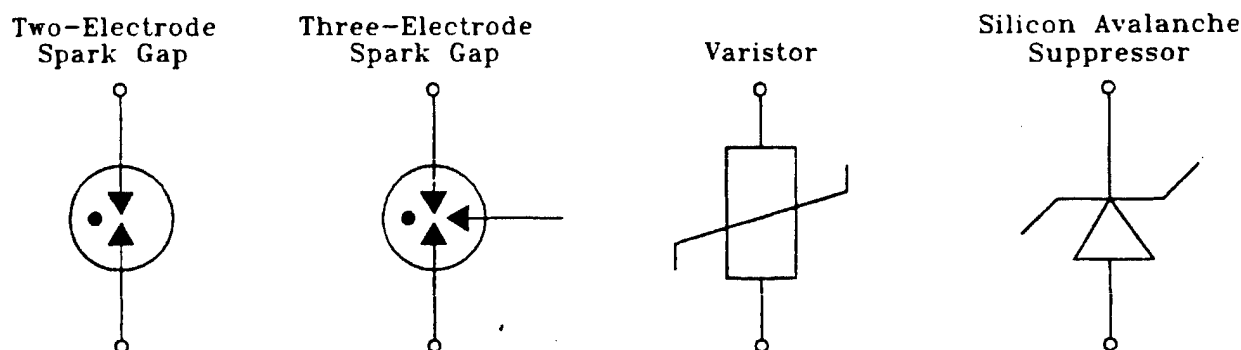 Two-Electrode
Spark Gap
Three-Electrode
Spark Gap
Varistor
Silicon Avalanche
Suppressor